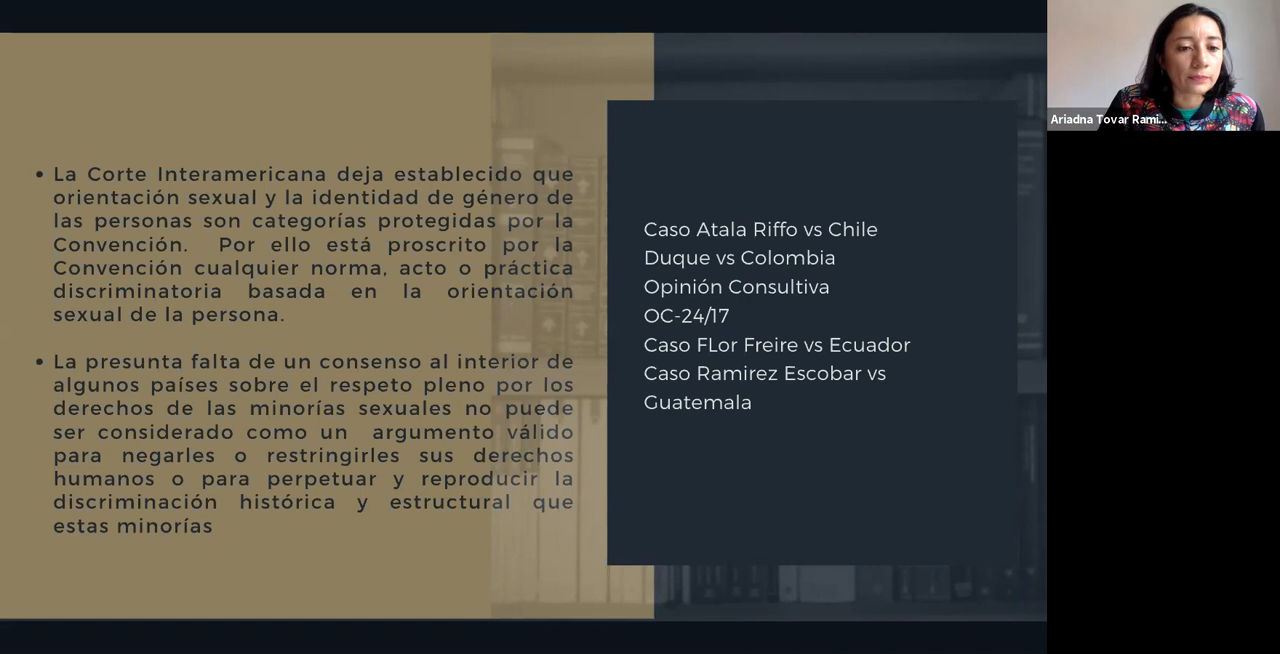 La Corte Interamericana deja establecido que
orientación sexual y la identidad de género de
las personas son categorías protegidas por la
Convención. Por ello está proscrito por la
Convención cualquier norma, acto o práctica
discriminatoria basada en la orientación
sexual de la persona.
La presunta falta de un consenso al interior de
algunos países sobre el respeto pleno por los
derechos de las minorías sexuales no puede
ser considerado como un argumento válido
para negarles o restringirles sus derechos
humanos o para perpetuar y reproducir la
discriminación histórica y estructural que
estas minorías
Caso Atala Riffo vs Chile
Duque vs Colombia
Opinión Consultiva
OC-24/17
Caso FLor Freire vs Ecuador
Caso Ramirez Escobar vs
Guatemala
Ariadna Tovar Rami...